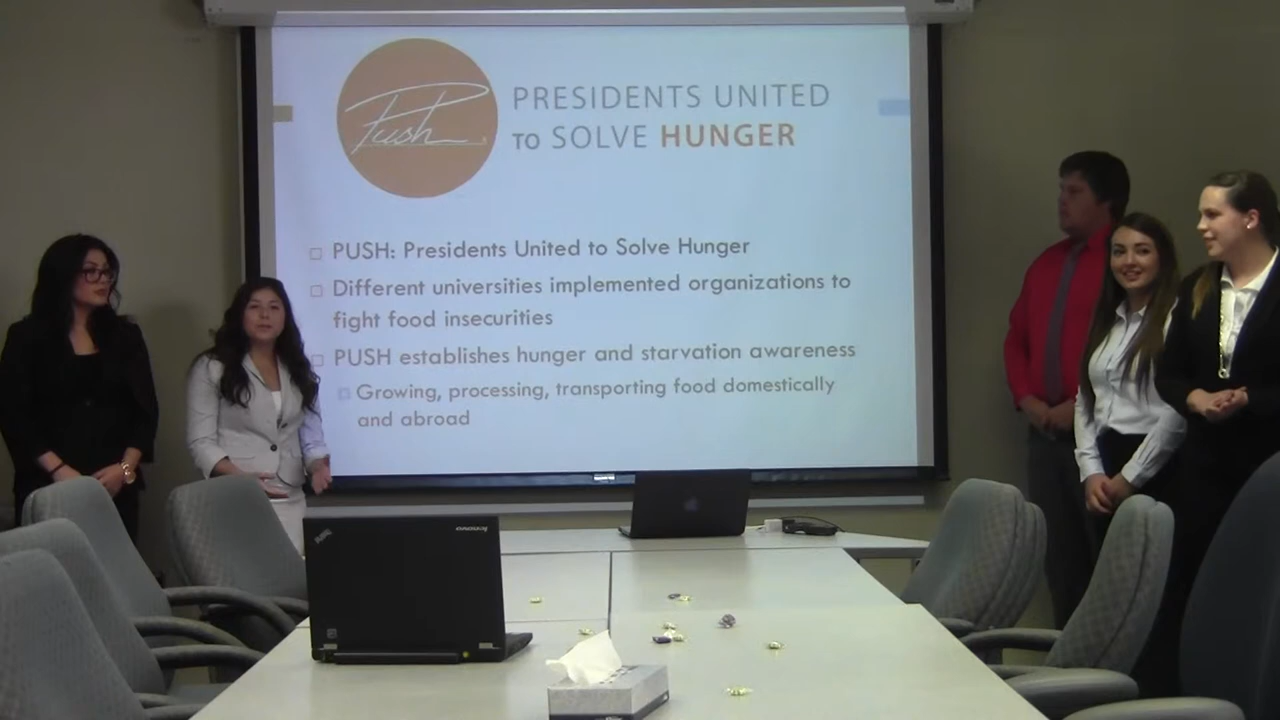 Push
PRESIDENTS UNITED
TO SOLVE HUNGER
PUSH: Presidents United to Solve Hunger
Different universities implemented organizations to
fight food insecurities
PUSH establishes hunger and starvation awareness
Growing, processing, transporting food domestically
and abroad
lenovo